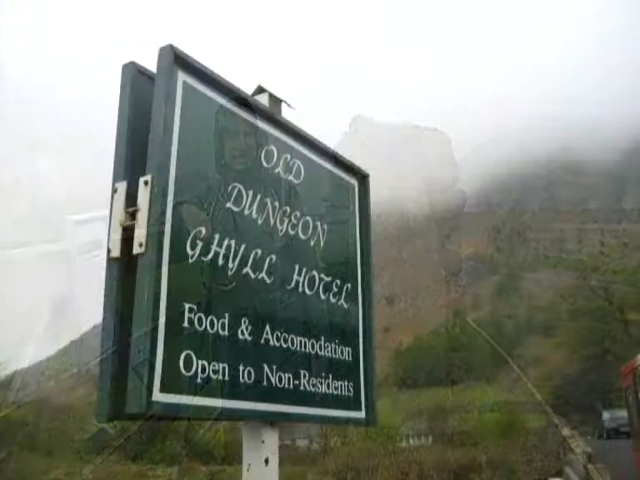 OLD
DUNGEON
GHYLL HOTEL
Food & Accomodation
Open to Non-Residents